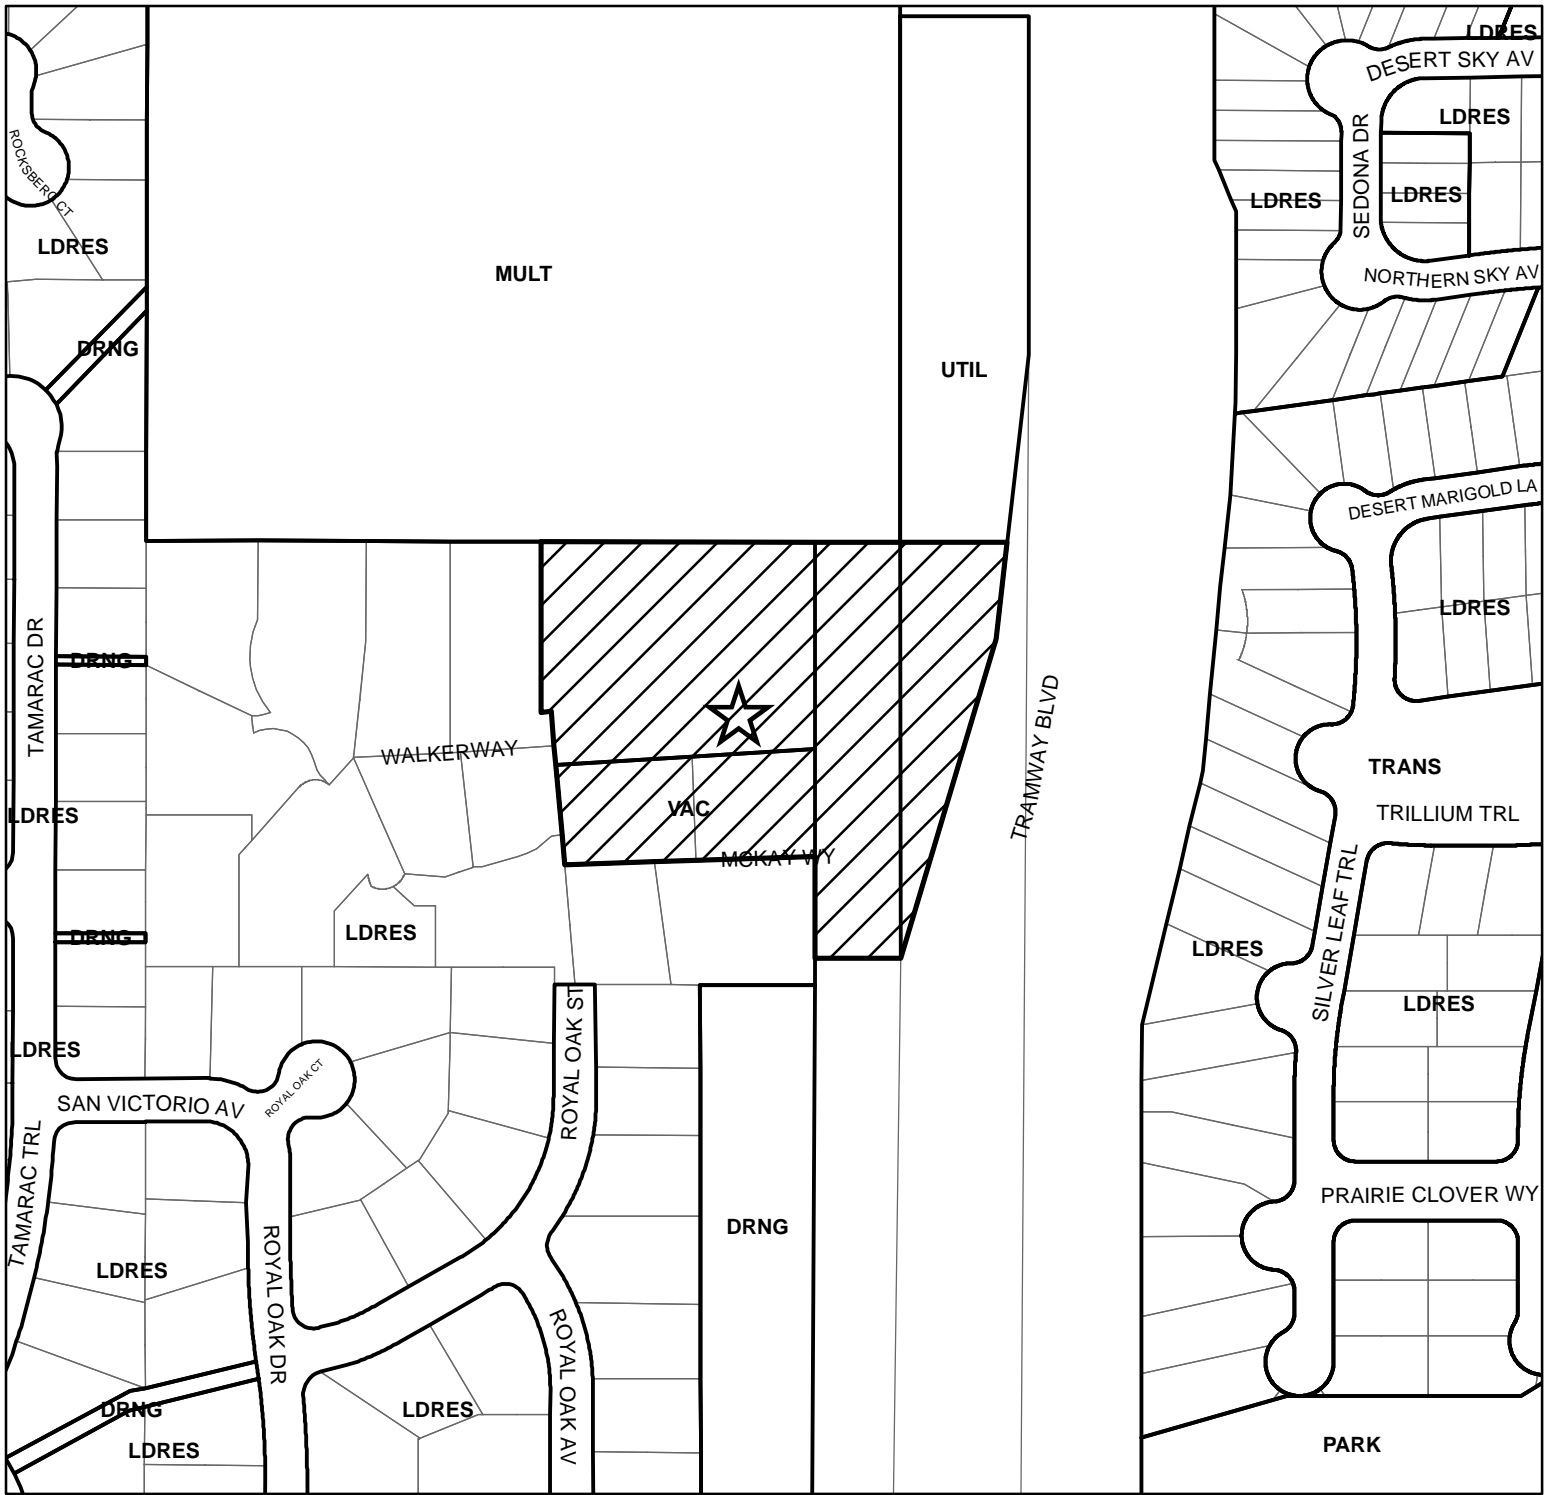 LDRES
DESERT SKY AV
LDRES
ROCKSBERG CT
SEDONA DR
LDRES
LDRES
LDRES
MULT
NORTHERN SKY AV
DRNG
UTIL
DESERT MARIGOLD LA
LDRES
TAMARAC DR
DRNG
TRAMWAY BLVD
WALKERWAY
TRANS
VAC
LDRES
TRILLIUM TRL
MCKAY WY
SILVER LEAF TRL
LDRES
DRNG
LDRES
LDRES
ROYAL OAK ST
LDRES
ROYAL OAK CT
SAN VICTORIO AV
TAMARAC TRL
PRAIRIE CLOVER WY
DRNG
LDRES
ROYAL OAK DR
ROYAL OAK AV
DRNG
LDRES
LDRES
PARK